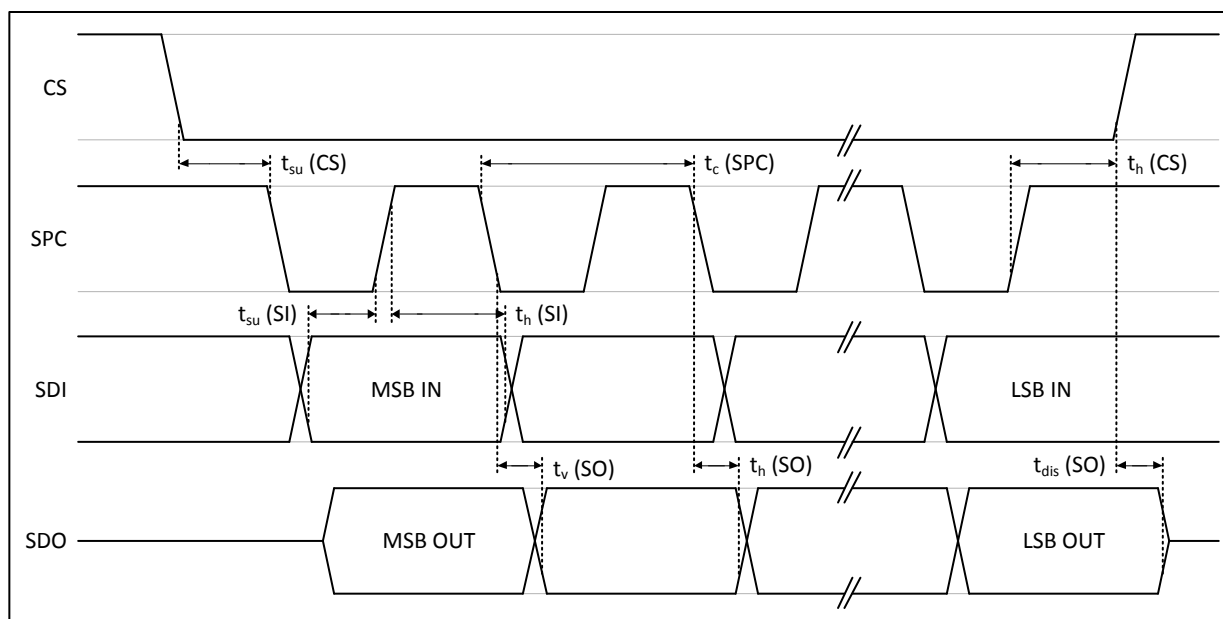 CS
t_su (CS)
t_c (SPC)
t_h (CS)
SPC
t_su (SI)
t_h (SI)
SDI
MSB IN
LSB IN
t_v (SO)
t_h (SO)
t_dis (SO)
SDO
MSB OUT
LSB OUT